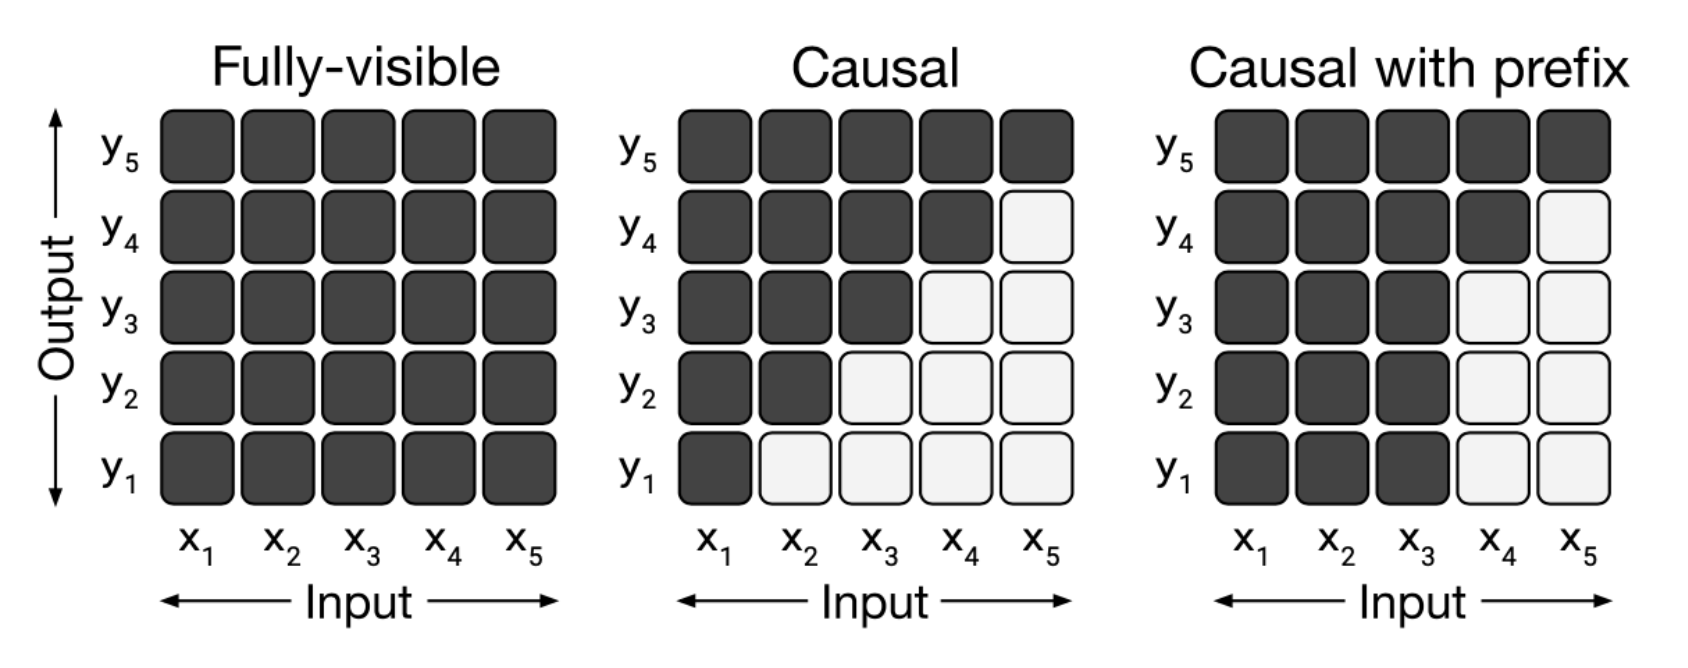 Fully-visible Causal Causal with prefix
y5 y5 y5
y4 y4 y4
y3 y3 y3
y2 y2 y2
y1 y1 y1
Output
x1 x2 x3 x4 x5 x1 x2 x3 x4 x5 x1 x2 x3 x4 x5
Input Input Input